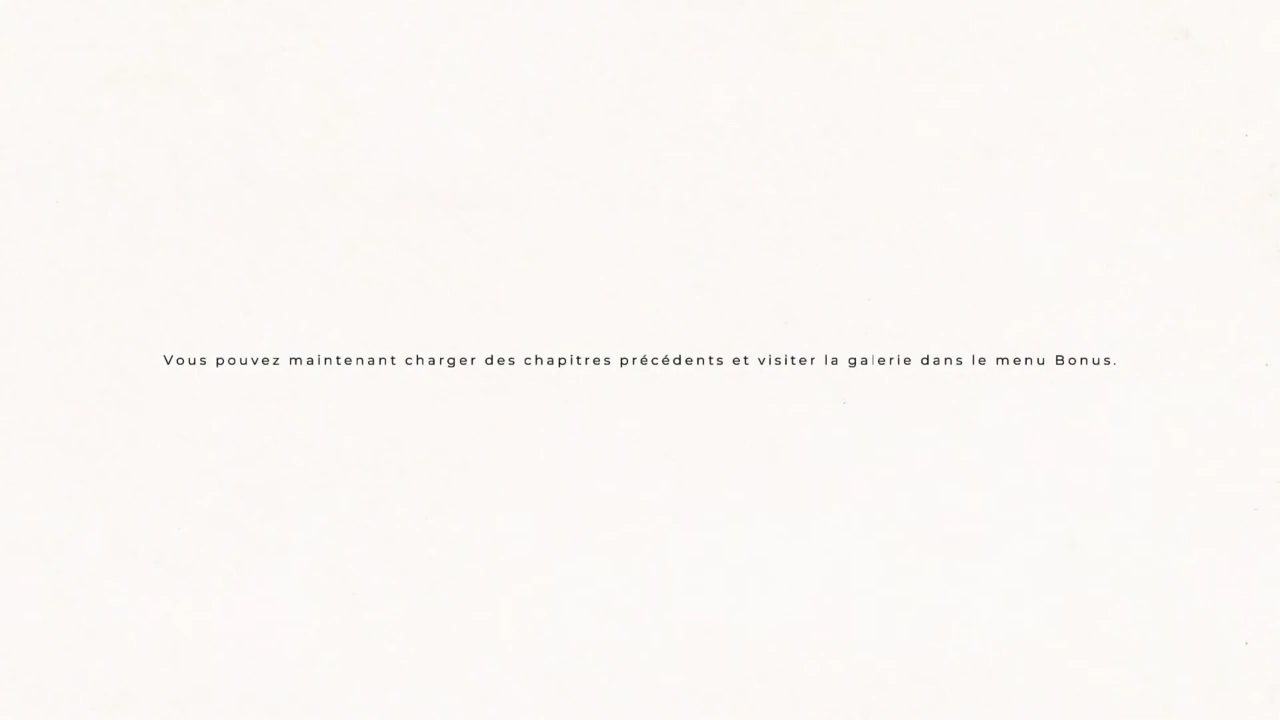 Vous pouvez maintenant charger des chapitres précédents et visiter la galerie dans le menu Bonus.